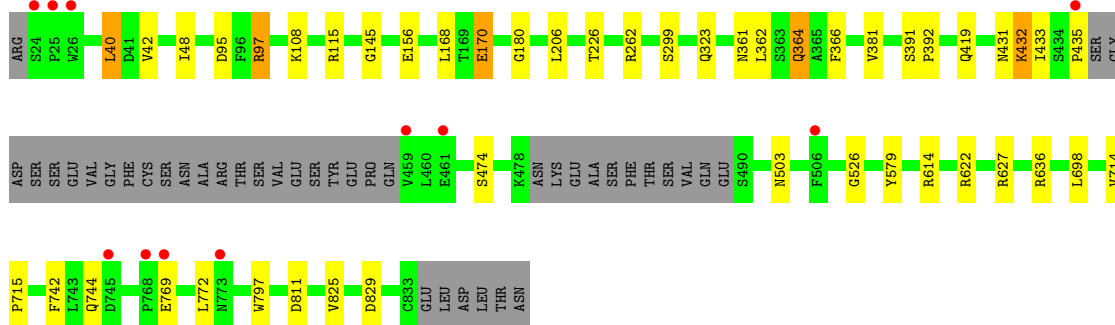 ARG S24 P25 W26 L40 D41 V42 I48 D95 F96 R97 K108 R115 G145 E156 L168 T169 E170 G180 L206 T226 R262 S299 Q323 N361 L362 S363 Q364 A365 F366 V381 S391 P392 Q419 N431 K432 I433 S434 P435 SER GLY
ASP SER SER GLU VAL GLY PHE CYS SER ASN ALA ALA ARG THR SER VAL GLU SER TYR GLU PRO GLN V459 L460 E461 S474 K478 ASN LYS GLU ALA SER PHE THR SER VAL GLN GLU S490 N503 F506 G526 Y579 R614 R622 R627 R636 L698
P715 F742 L743 Q744 D745 P768 E769 L772 N773 W797 D811 V825 D829 C833 GLU LEU ASP LEU THR ASN